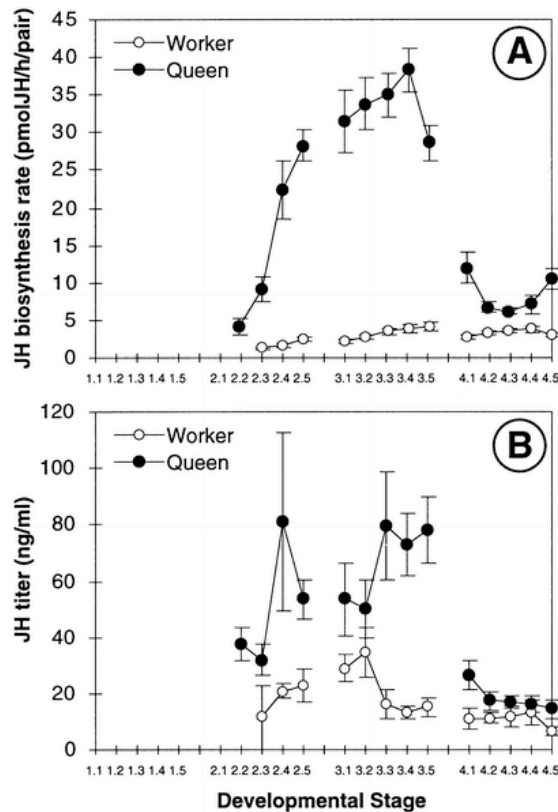 A
Worker
Queen
JH biosynthesis rate (pmolJH/h/pair)
45
40
35
30
25
20
15
10
5
0
1.1 1.2 1.3 1.4 1.5 2.1 2.2 2.3 2.4 2.5 3.1 3.2 3.3 3.4 3.5 4.1 4.2 4.3 4.4 4.5
B
Worker
Queen
JH titer (ng/ml)
120
100
80
60
40
20
0
1.1 1.2 1.3 1.4 1.5 2.1 2.2 2.3 2.4 2.5 3.1 3.2 3.3 3.4 3.5 4.1 4.2 4.3 4.4 4.5
Developmental Stage